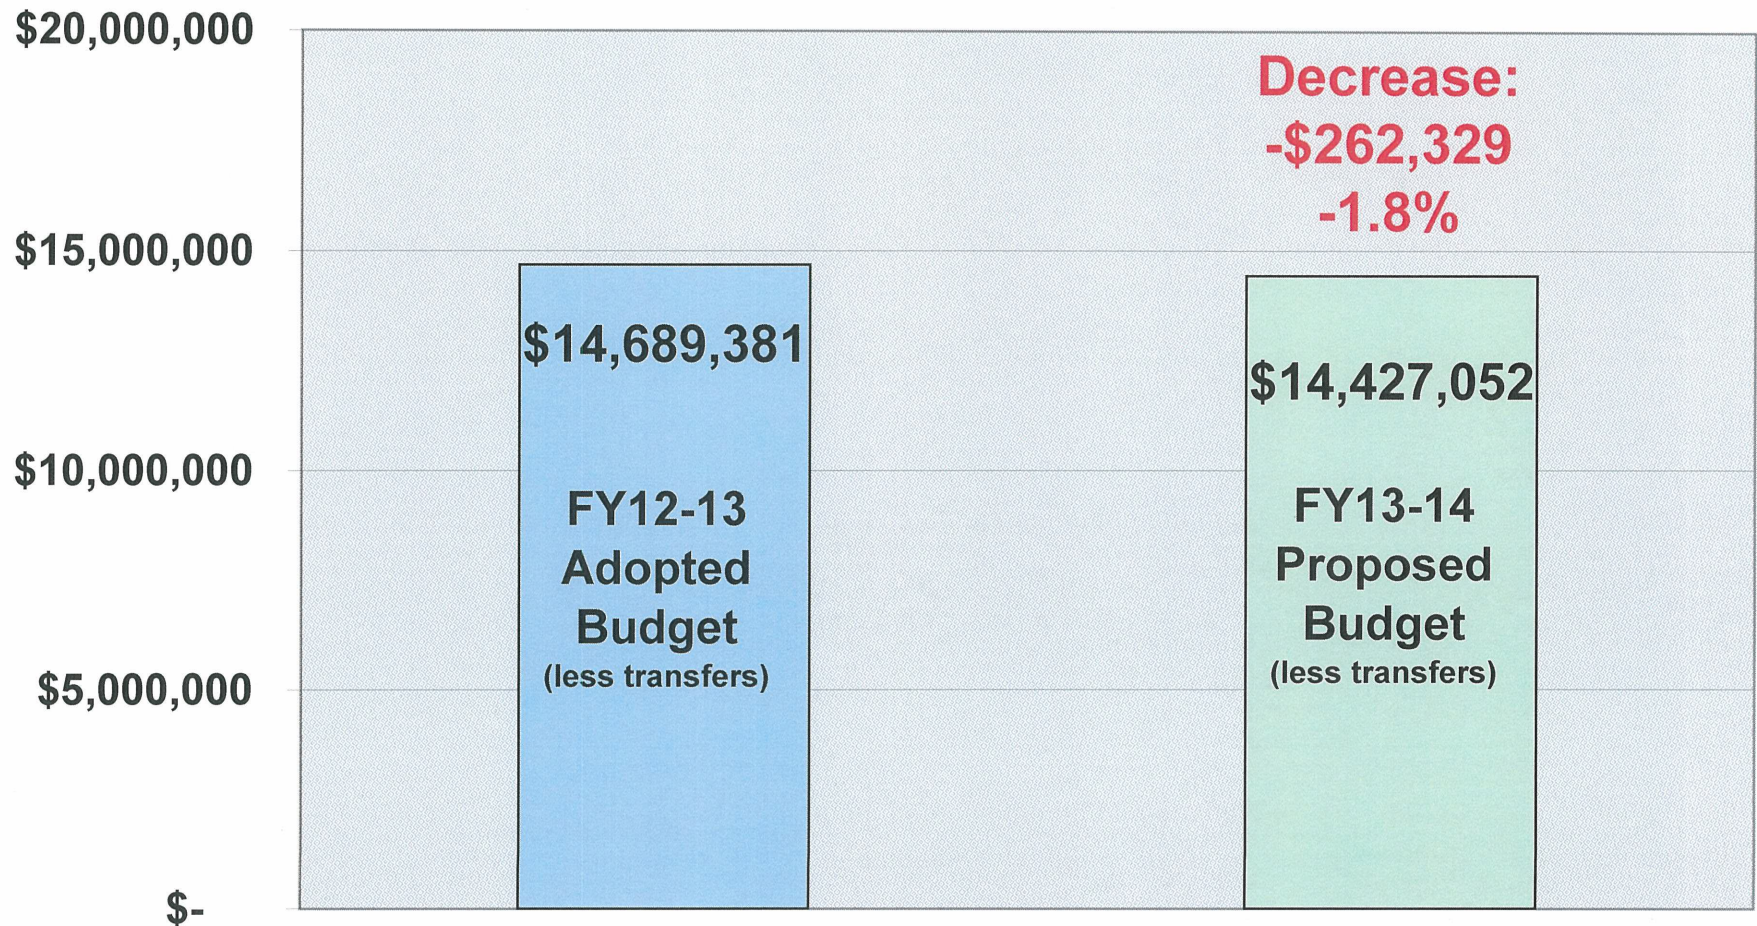 $20,000,000
$15,000,000
$10,000,000
$5,000,000
$-
$14,689,381
FY12-13
Adopted
Budget
(less transfers)
Decrease:
-$262,329
-1.8%
$14,427,052
FY13-14
Proposed
Budget
(less transfers)